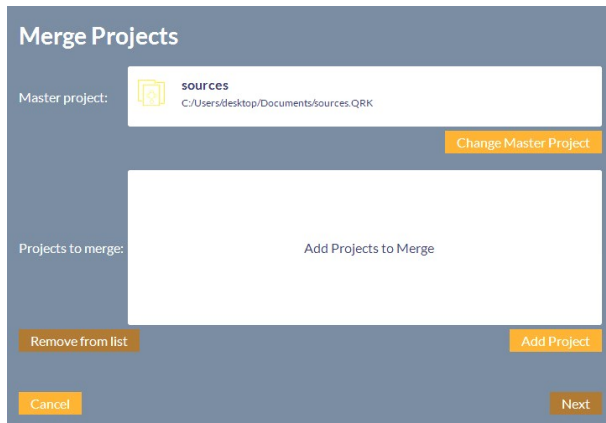 Merge Projects
Master project:
sources
C:/Users/desktop/Documents/sources.QRK
Change Master Project
Projects to merge:
Add Projects to Merge
Remove from list
Add Project
Cancel
Next